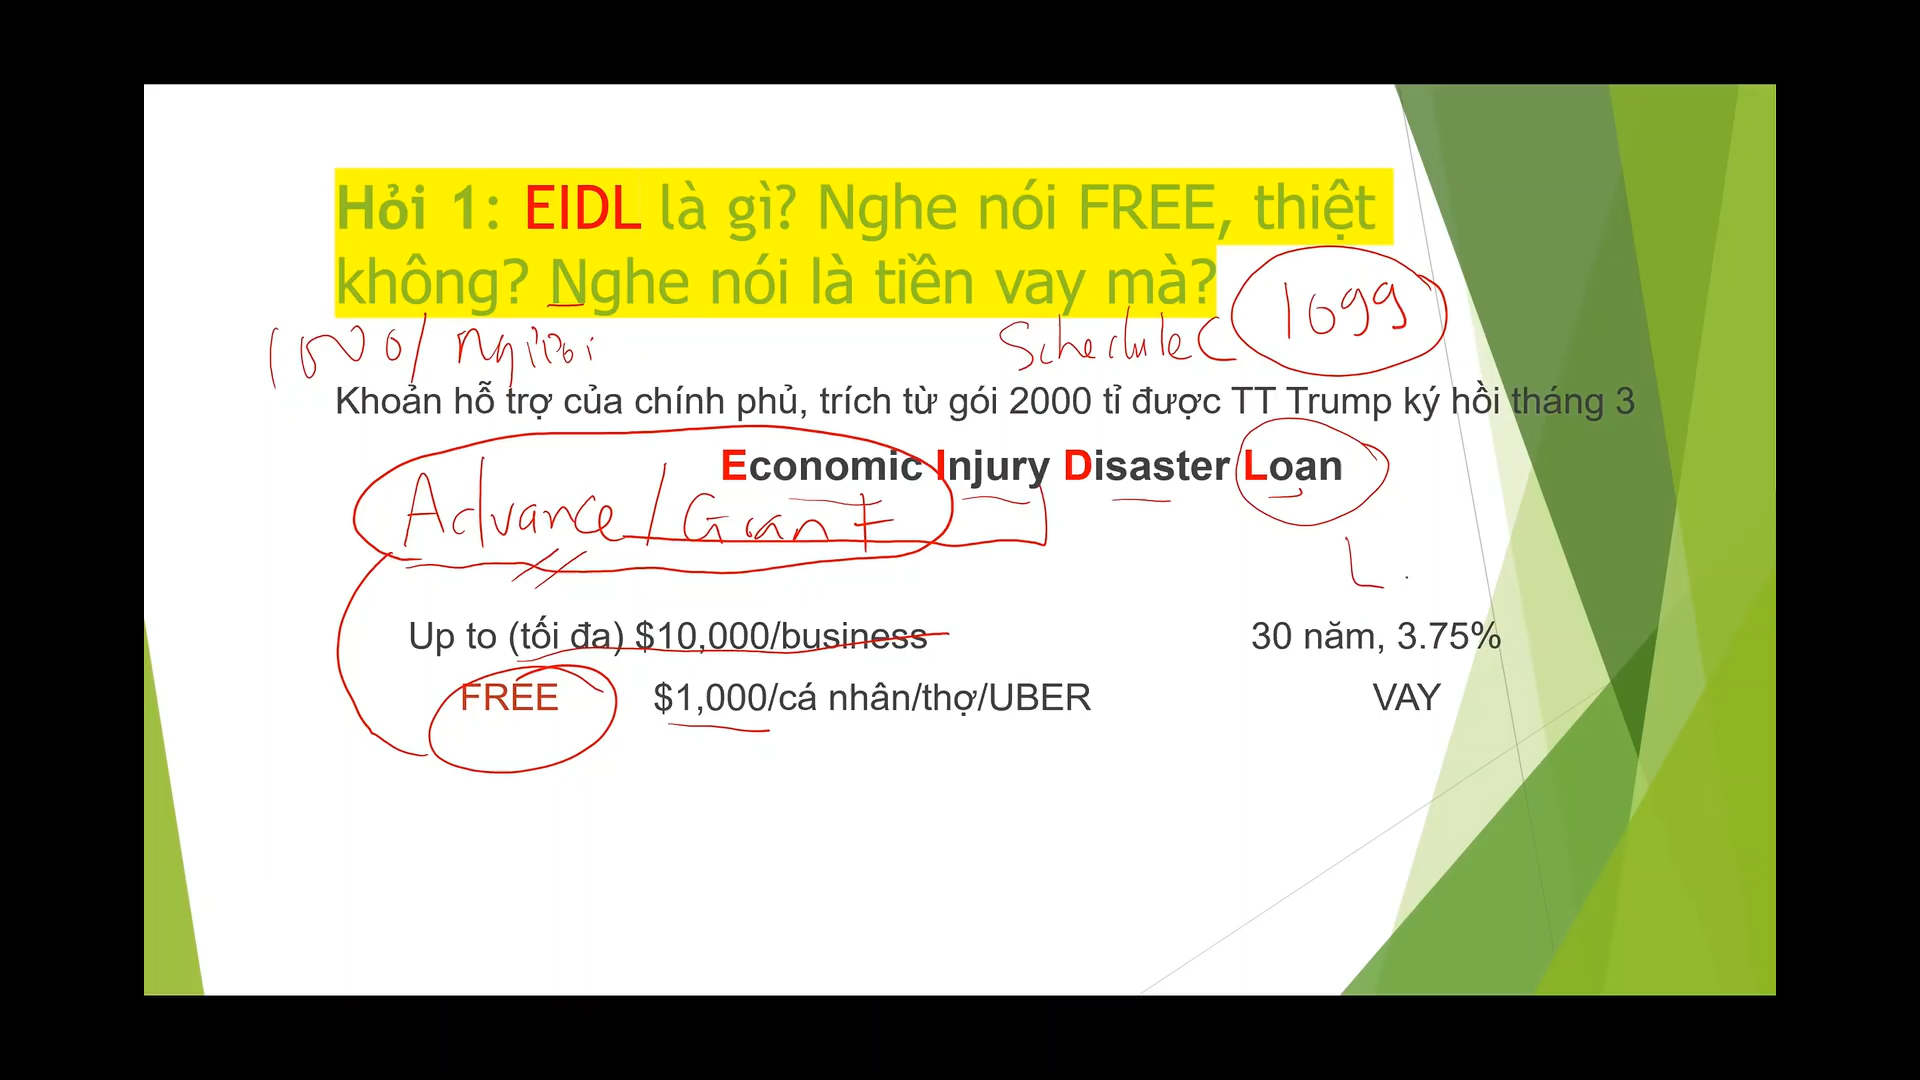 Hỏi 1: EIDL là gì? Nghe nói FREE, thiệt
không? Nghe nói là tiền vay mà?
1099
1000/người
Schedule C
Khoản hỗ trợ của chính phủ, trích từ gói 2000 tỉ được TT Trump ký hồi tháng 3
Economic Injury Disaster Loan
Advance/Grant
L
Up to (tối đa) $10,000/business
30 năm, 3.75%
FREE
$1,000/cá nhân/thợ/UBER
VAY